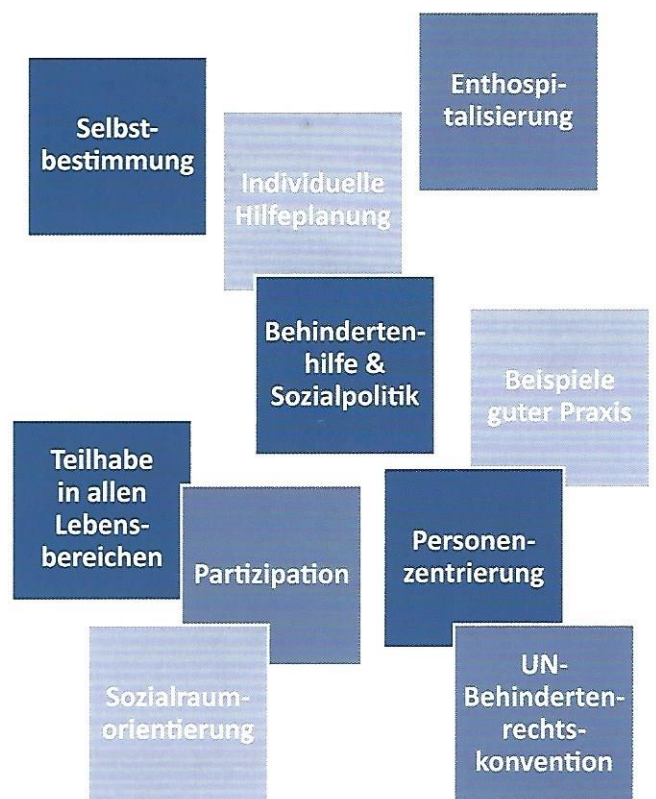 Selbst-
bestimmung
Enthospi-
talisierung
Individuelle
Hilfeplanung
Behinderten-
hilfe &
Sozialpolitik
Beispiele
guter Praxis
Teilhabe
in allen
Lebens-
bereichen
Partizipation
Personen-
zentrierung
Sozialraum-
orientierung
UN-
Behinderten-
rechts-
konvention